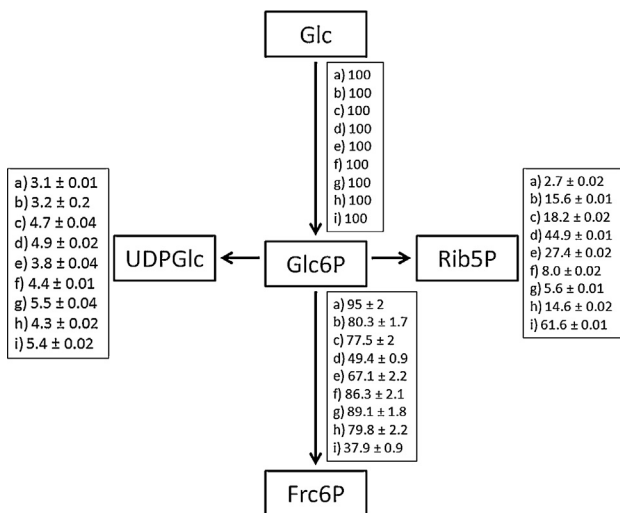 Glc
a) 100
b) 100
c) 100
d) 100
e) 100
f) 100
g) 100
h) 100
i) 100
a) 3.1 ± 0.01
b) 3.2 ± 0.2
c) 4.7 ± 0.04
d) 4.9 ± 0.02
e) 3.8 ± 0.04
f) 4.4 ± 0.01
g) 5.5 ± 0.04
h) 4.3 ± 0.02
i) 5.4 ± 0.02
UDPGlc
Glc6P
Rib5P
a) 2.7 ± 0.02
b) 15.6 ± 0.01
c) 18.2 ± 0.02
d) 44.9 ± 0.01
e) 27.4 ± 0.02
f) 8.0 ± 0.02
g) 5.6 ± 0.01
h) 14.6 ± 0.02
i) 61.6 ± 0.01
a) 95 ± 2
b) 80.3 ± 1.7
c) 77.5 ± 2
d) 49.4 ± 0.9
e) 67.1 ± 2.2
f) 86.3 ± 2.1
g) 89.1 ± 1.8
h) 79.8 ± 2.2
i) 37.9 ± 0.9
Frc6P